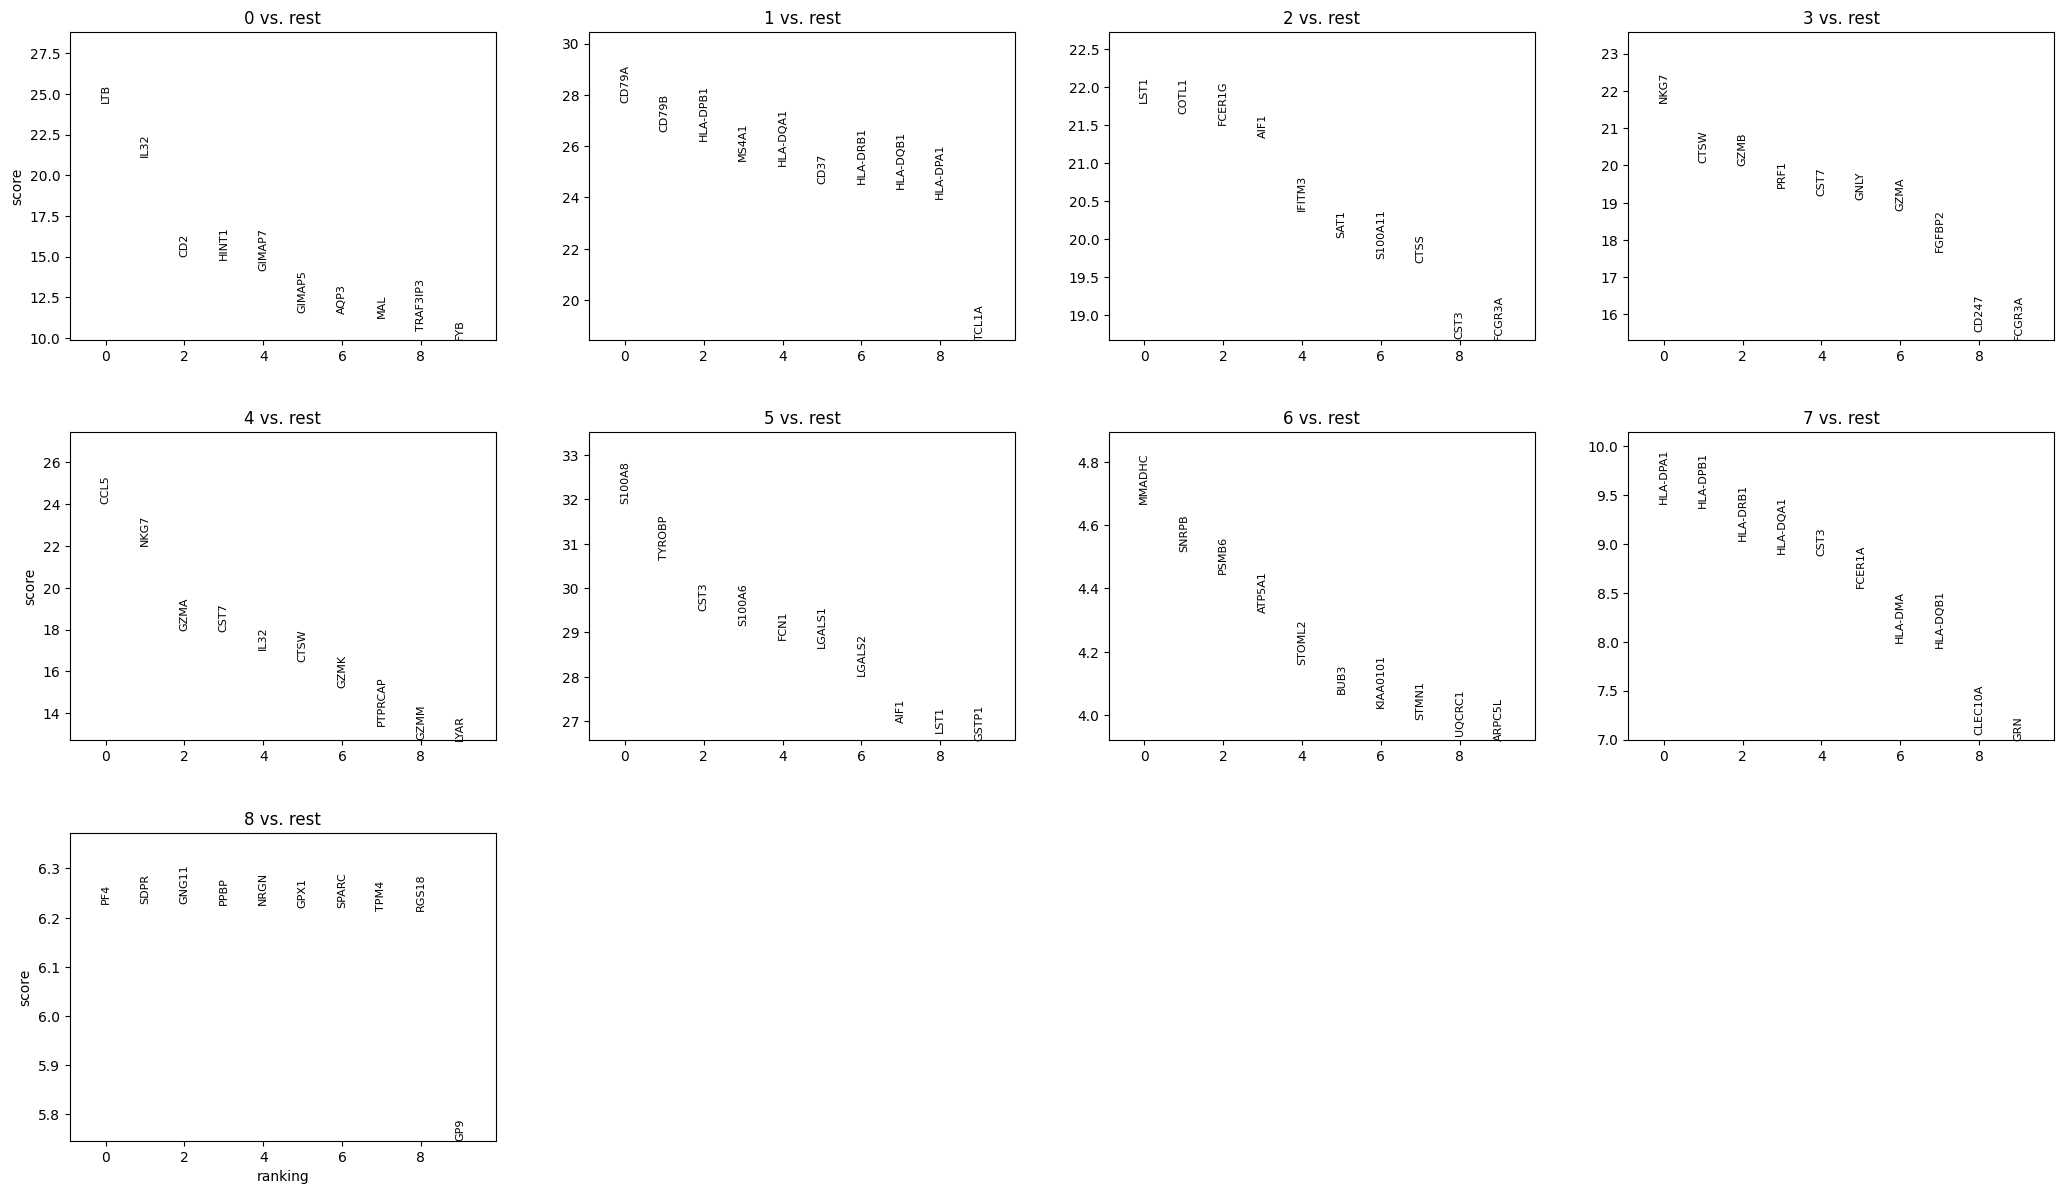 0 vs. rest
score
27.5
25.0
22.5
20.0
17.5
15.0
12.5
10.0
LTB
IL32
CD2
HINT1
GIMAP7
GIMAP5
AQP3
MAL
TRAF3IP3
FYB
0 2 4 6 8
1 vs. rest
30
28
26
24
22
20
CD79A
CD79B
HLA-DPB1
MS4A1
HLA-DQA1
CD37
HLA-DRB1
HLA-DQB1
HLA-DPA1
TCL1A
0 2 4 6 8
2 vs. rest
22.5
22.0
21.5
21.0
20.5
20.0
19.5
19.0
LST1
COTL1
FCER1G
AIF1
IFITM3
SAT1
S100A11
CTSS
CST3
FCGR3A
0 2 4 6 8
3 vs. rest
23
22
21
20
19
18
17
16
NKG7
CTSW
GZMB
PRF1
CST7
GNLY
GZMA
FGFBP2
CD247
FCGR3A
0 2 4 6 8
4 vs. rest
score
26
24
22
20
18
16
14
CCL5
NKG7
GZMA
CST7
IL32
CTSW
GZMK
PTPRCAP
GZMM
LYAR
0 2 4 6 8
5 vs. rest
33
32
31
30
29
28
27
S100A8
TYROBP
CST3
S100A6
FCN1
LGALS1
LGALS2
AIF1
LST1
GSTP1
0 2 4 6 8
6 vs. rest
4.8
4.6
4.4
4.2
4.0
MMADHC
SNRPB
PSMB6
ATP5A1
STOML2
BUB3
KIAA0101
STMN1
UQCRC1
ARPC5L
0 2 4 6 8
7 vs. rest
10.0
9.5
9.0
8.5
8.0
7.5
7.0
HLA-DPA1
HLA-DPB1
HLA-DRB1
HLA-DQA1
CST3
FCER1A
HLA-DMA
HLA-DQB1
CLEC10A
GRN
0 2 4 6 8
8 vs. rest
score
6.3
6.2
6.1
6.0
5.9
5.8
PF4
SDPR
GNG11
PPBP
NRGN
GPX1
SPARC
TPM4
RGS18
GP9
0 2 4 6 8
ranking